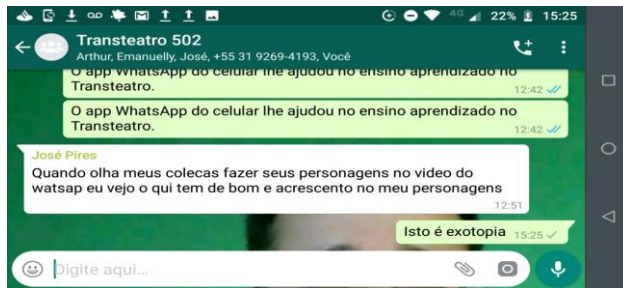 4G 22% 15:25
Transteatro 502
Arthur, Emanuelly, José, +55 31 9269-4193, Você
O app WhatsApp do celular lhe ajudou no ensino aprendizado no
Transteatro.
12:42
O app WhatsApp do celular lhe ajudou no ensino aprendizado no
Transteatro.
12:42
José Pires
Quando olha meus colecas fazer seus personagens no video do
watsap eu vejo o qui tem de bom e acrescento no meu personagens
12:51
Isto é exotopia 15:25
Digite aqui...